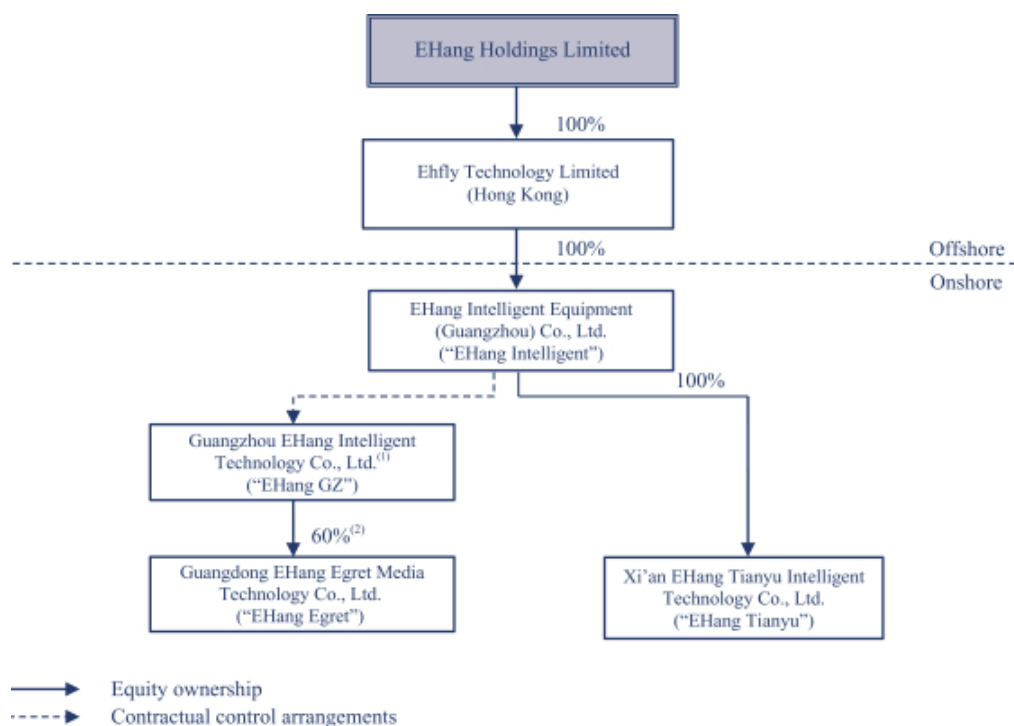 EHang Holdings Limited
100%
Ehfly Technology Limited
(Hong Kong)
100%
Offshore
Onshore
EHang Intelligent Equipment
(Guangzhou) Co., Ltd.
(“EHang Intelligent”)
100%
Guangzhou EHang Intelligent
Technology Co., Ltd.(1)
(“EHang GZ”)
60%(2)
Guangdong EHang Egret Media
Technology Co., Ltd.
(“EHang Egret”)
Xi’an EHang Tianyu Intelligent
Technology Co., Ltd.
(“EHang Tianyu”)
Equity ownership
Contractual control arrangements